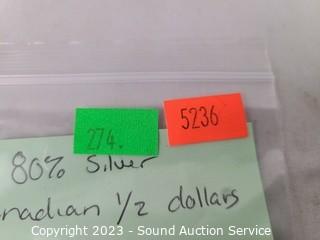 274.
5236
80% Silver
nadian 1/2 dollars
Copyright 2023 - Sound Auction Service